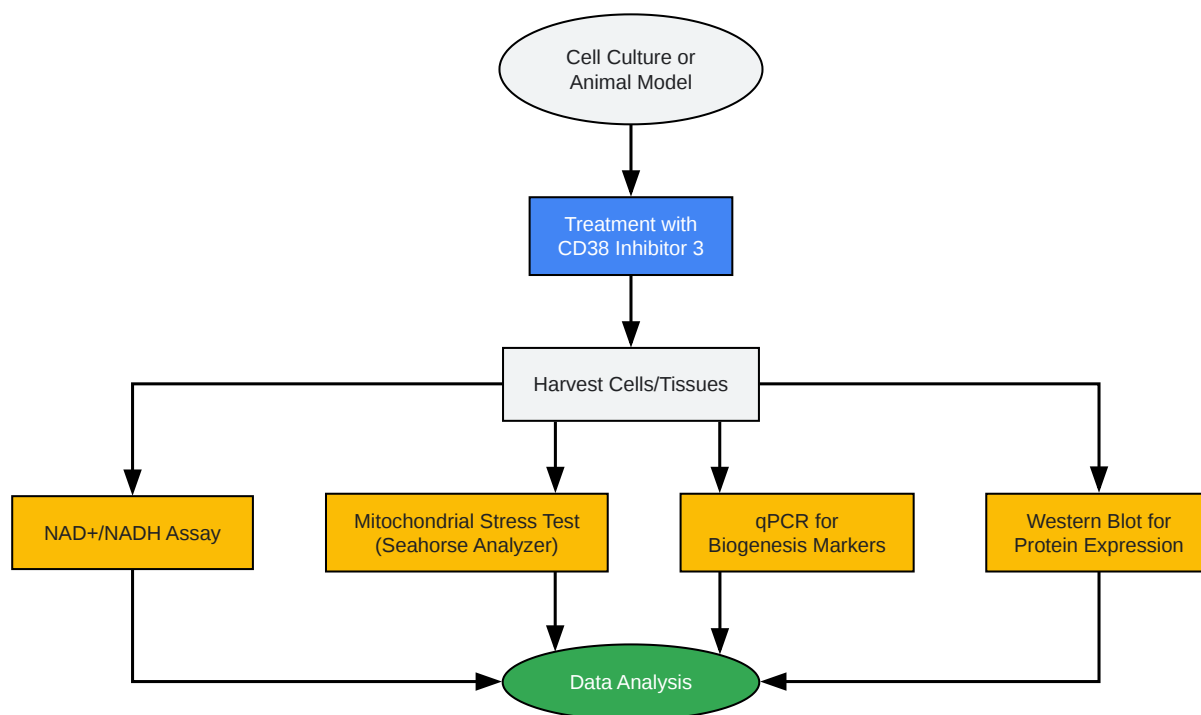 Cell Culture or
Animal Model
Treatment with
CD38 Inhibitor 3
Harvest Cells/Tissues
NAD+/NADH Assay
Mitochondrial Stress Test
(Seahorse Analyzer)
qPCR for
Biogenesis Markers
Western Blot for
Protein Expression
Data Analysis